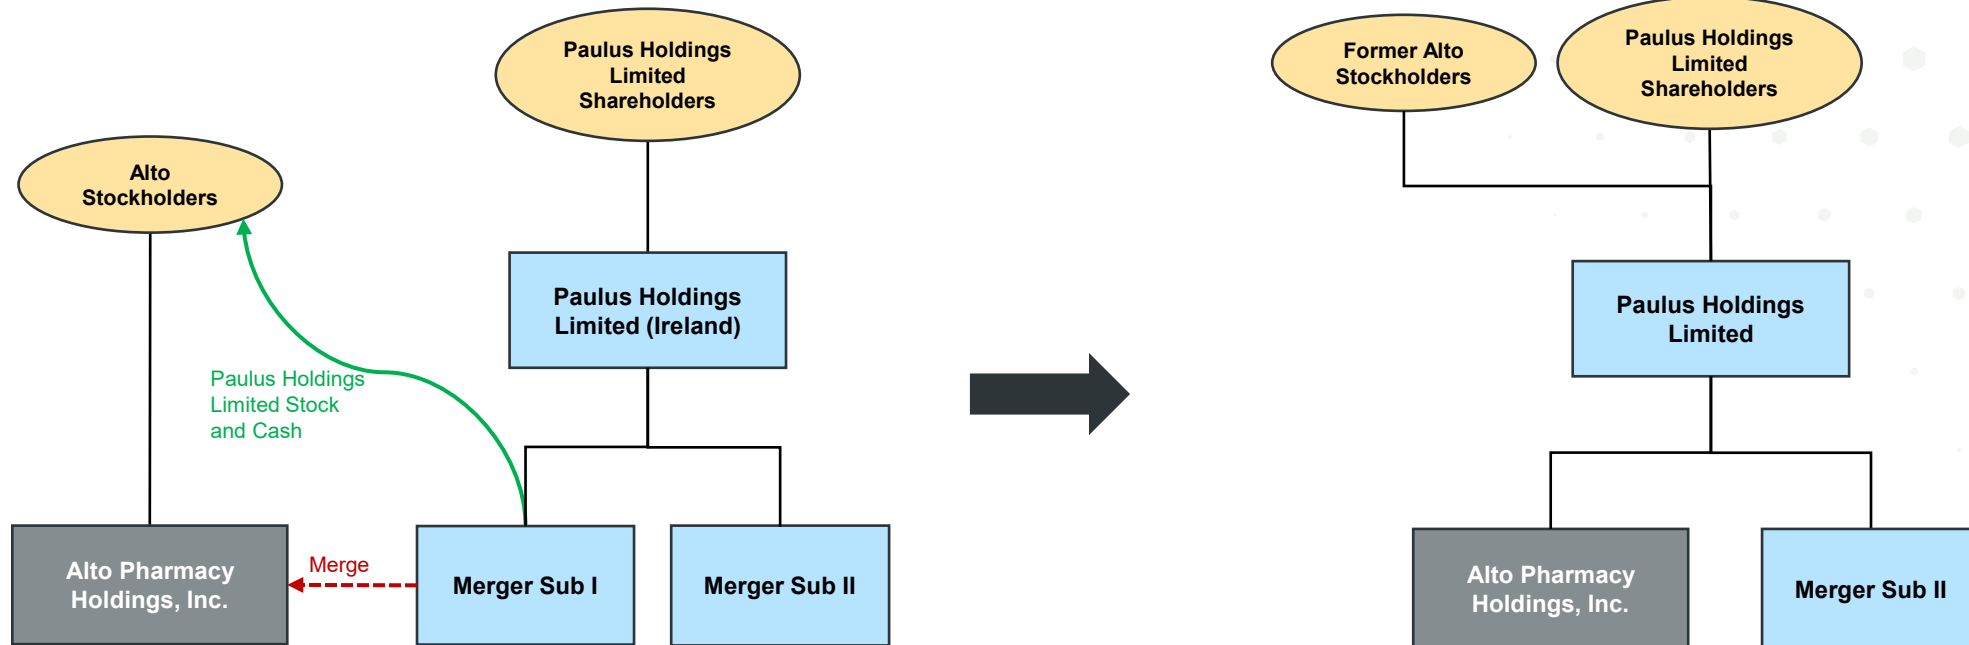 Paulus Holdings
Limited
Shareholders
Alto
Stockholders
Paulus Holdings
Limited (Ireland)
Paulus Holdings
Limited Stock
and Cash
Alto Pharmacy
Holdings, Inc.
Merge
Merger Sub I
Merger Sub II
Former Alto
Stockholders
Paulus Holdings
Limited
Shareholders
Paulus Holdings
Limited
Alto Pharmacy
Holdings, Inc.
Merger Sub II